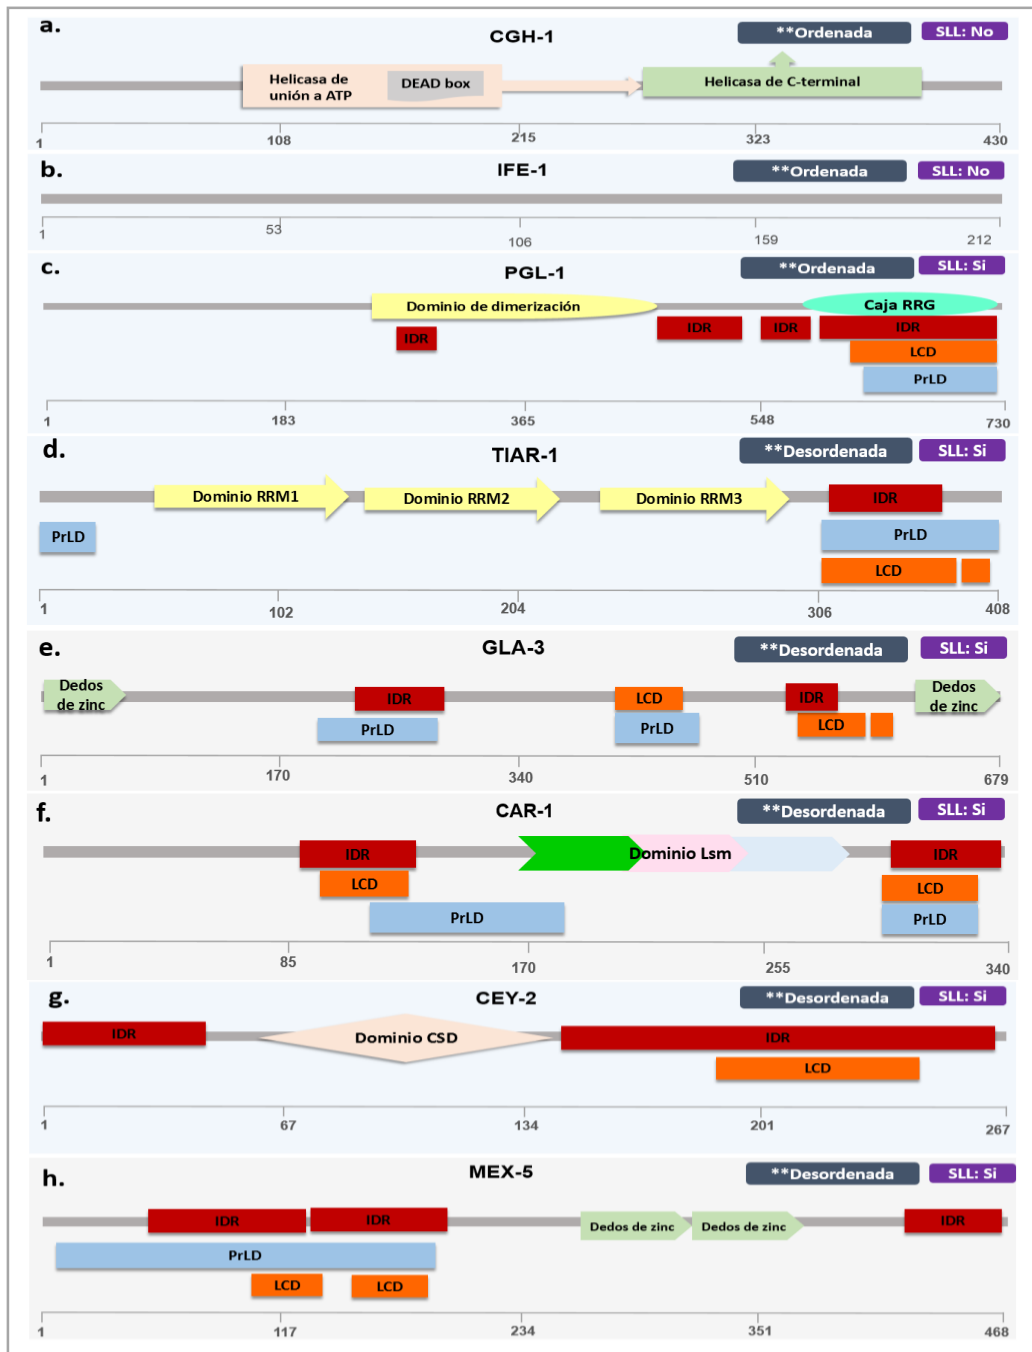 a.
CGH-1
**Ordenada
SLL: No
Helicasa de
unión a ATP
DEAD box
Helicasa de C-terminal
1
108
215
323
430
b.
IFE-1
**Ordenada
SLL: No
1
53
106
159
212
c.
PGL-1
**Ordenada
SLL: Si
Dominio de dimerización
Caja RRG
IDR
IDR
IDR
IDR
LCD
PrLD
1
183
365
548
730
d.
TIAR-1
**Desordenada
SLL: Si
Dominio RRM1
Dominio RRM2
Dominio RRM3
IDR
PrLD
PrLD
LCD
1
102
204
306
408
e.
GLA-3
**Desordenada
SLL: Si
Dedos
de zinc
IDR
LCD
IDR
Dedos
de zinc
PrLD
PrLD
LCD
1
170
340
510
679
f.
CAR-1
**Desordenada
SLL: Si
IDR
Dominio Lsm
IDR
LCD
LCD
PrLD
PrLD
1
85
170
255
340
g.
CEY-2
**Desordenada
SLL: Si
IDR
Dominio CSD
IDR
LCD
1
67
134
201
267
h.
MEX-5
**Desordenada
SLL: Si
IDR
IDR
Dedos de zinc
Dedos de zinc
IDR
PrLD
LCD
LCD
1
117
234
351
468